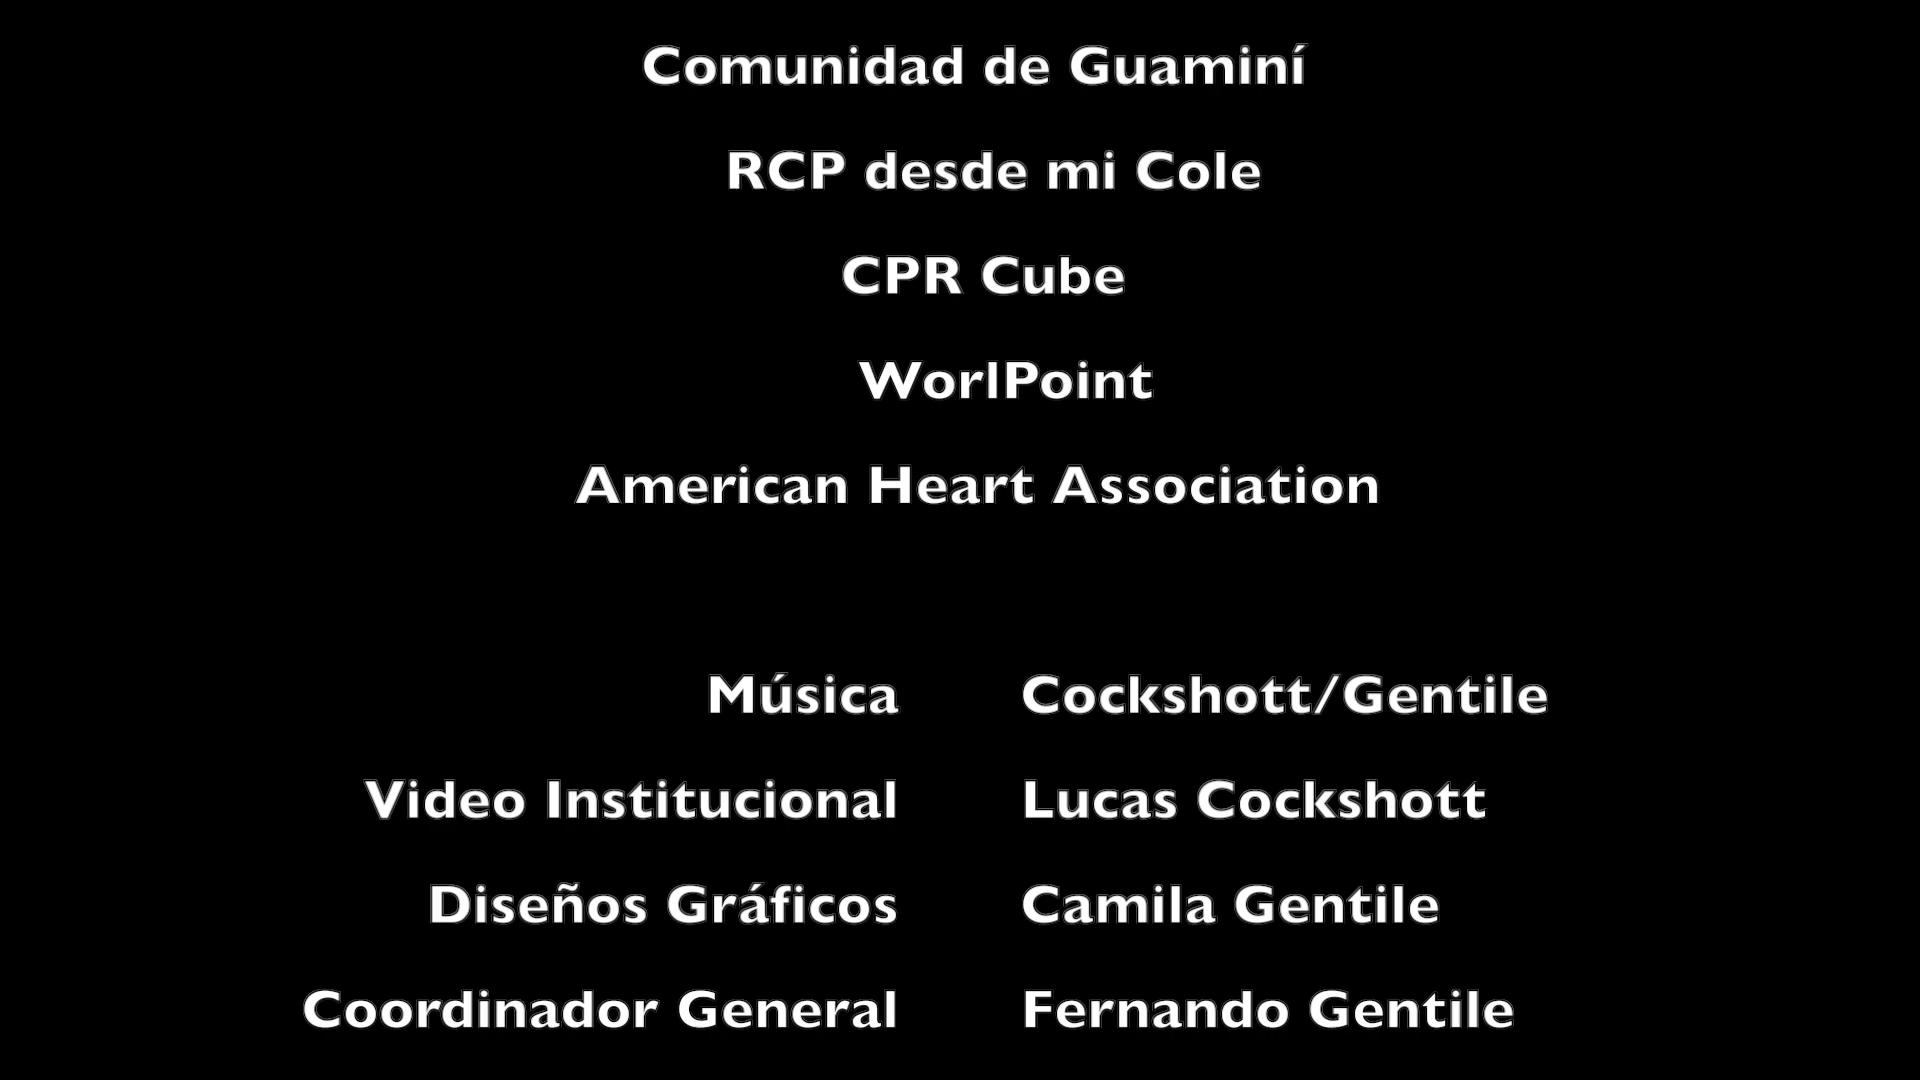 Comunidad de Guaminí
RCP desde mi Cole
CPR Cube
WorlPoint
American Heart Association
Música Cockshott/Gentile
Video Institucional Lucas Cockshott
Diseños Gráficos Camila Gentile
Coordinador General Fernando Gentile